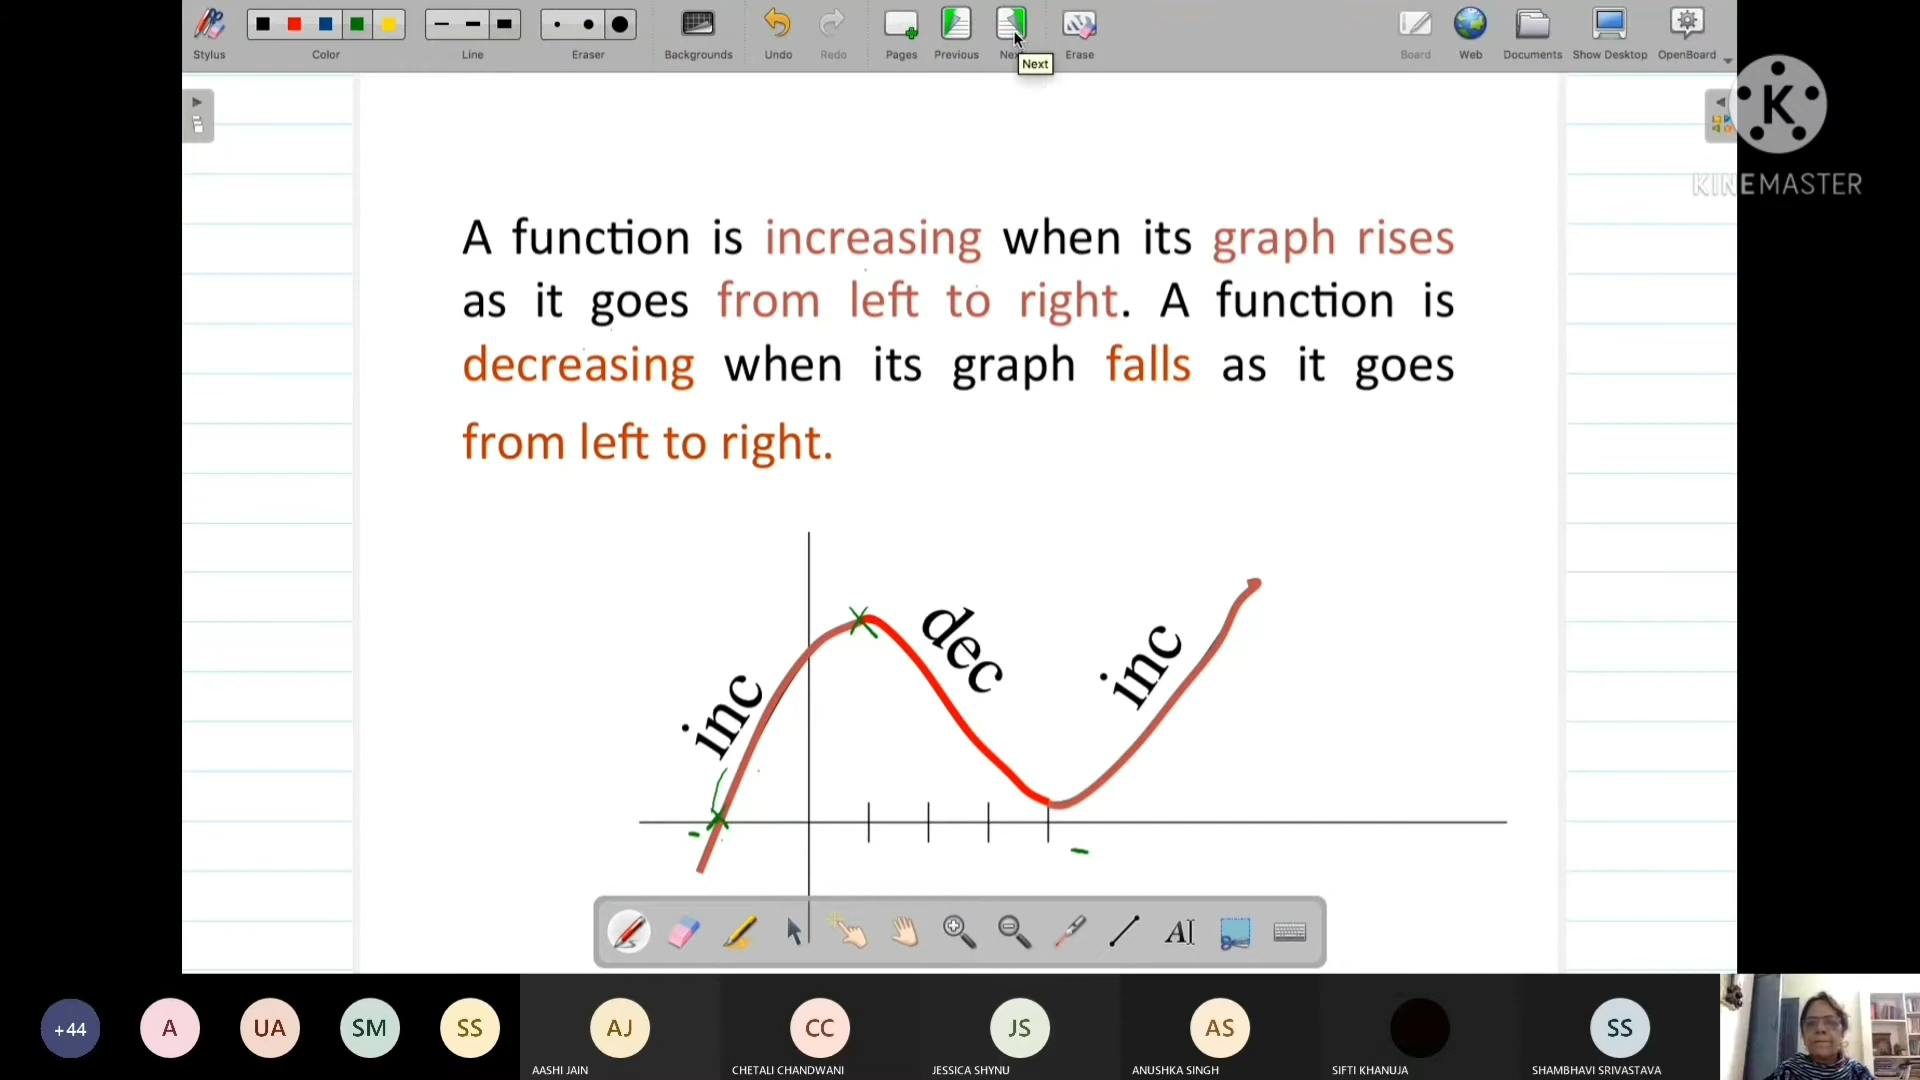 Stylus
Color
Line
Eraser
Backgrounds
Undo
Redo
Pages
Previous
Next
Erase
Board
Web
Documents
Show Desktop
OpenBoard
Next
K
KINEMASTER
A function is increasing when its graph rises
as it goes from left to right. A function is
decreasing when its graph falls as it goes
from left to right.
inc
dec
inc
AI
+44
A
UA
SM
SS
AJ
CC
JS
AS
SS
AASHI JAIN
CHETALI CHANDWANI
JESSICA SHYNU
ANUSHKA SINGH
SIFTI KHANUJA
SHAMBHAVI SRIVASTAVA